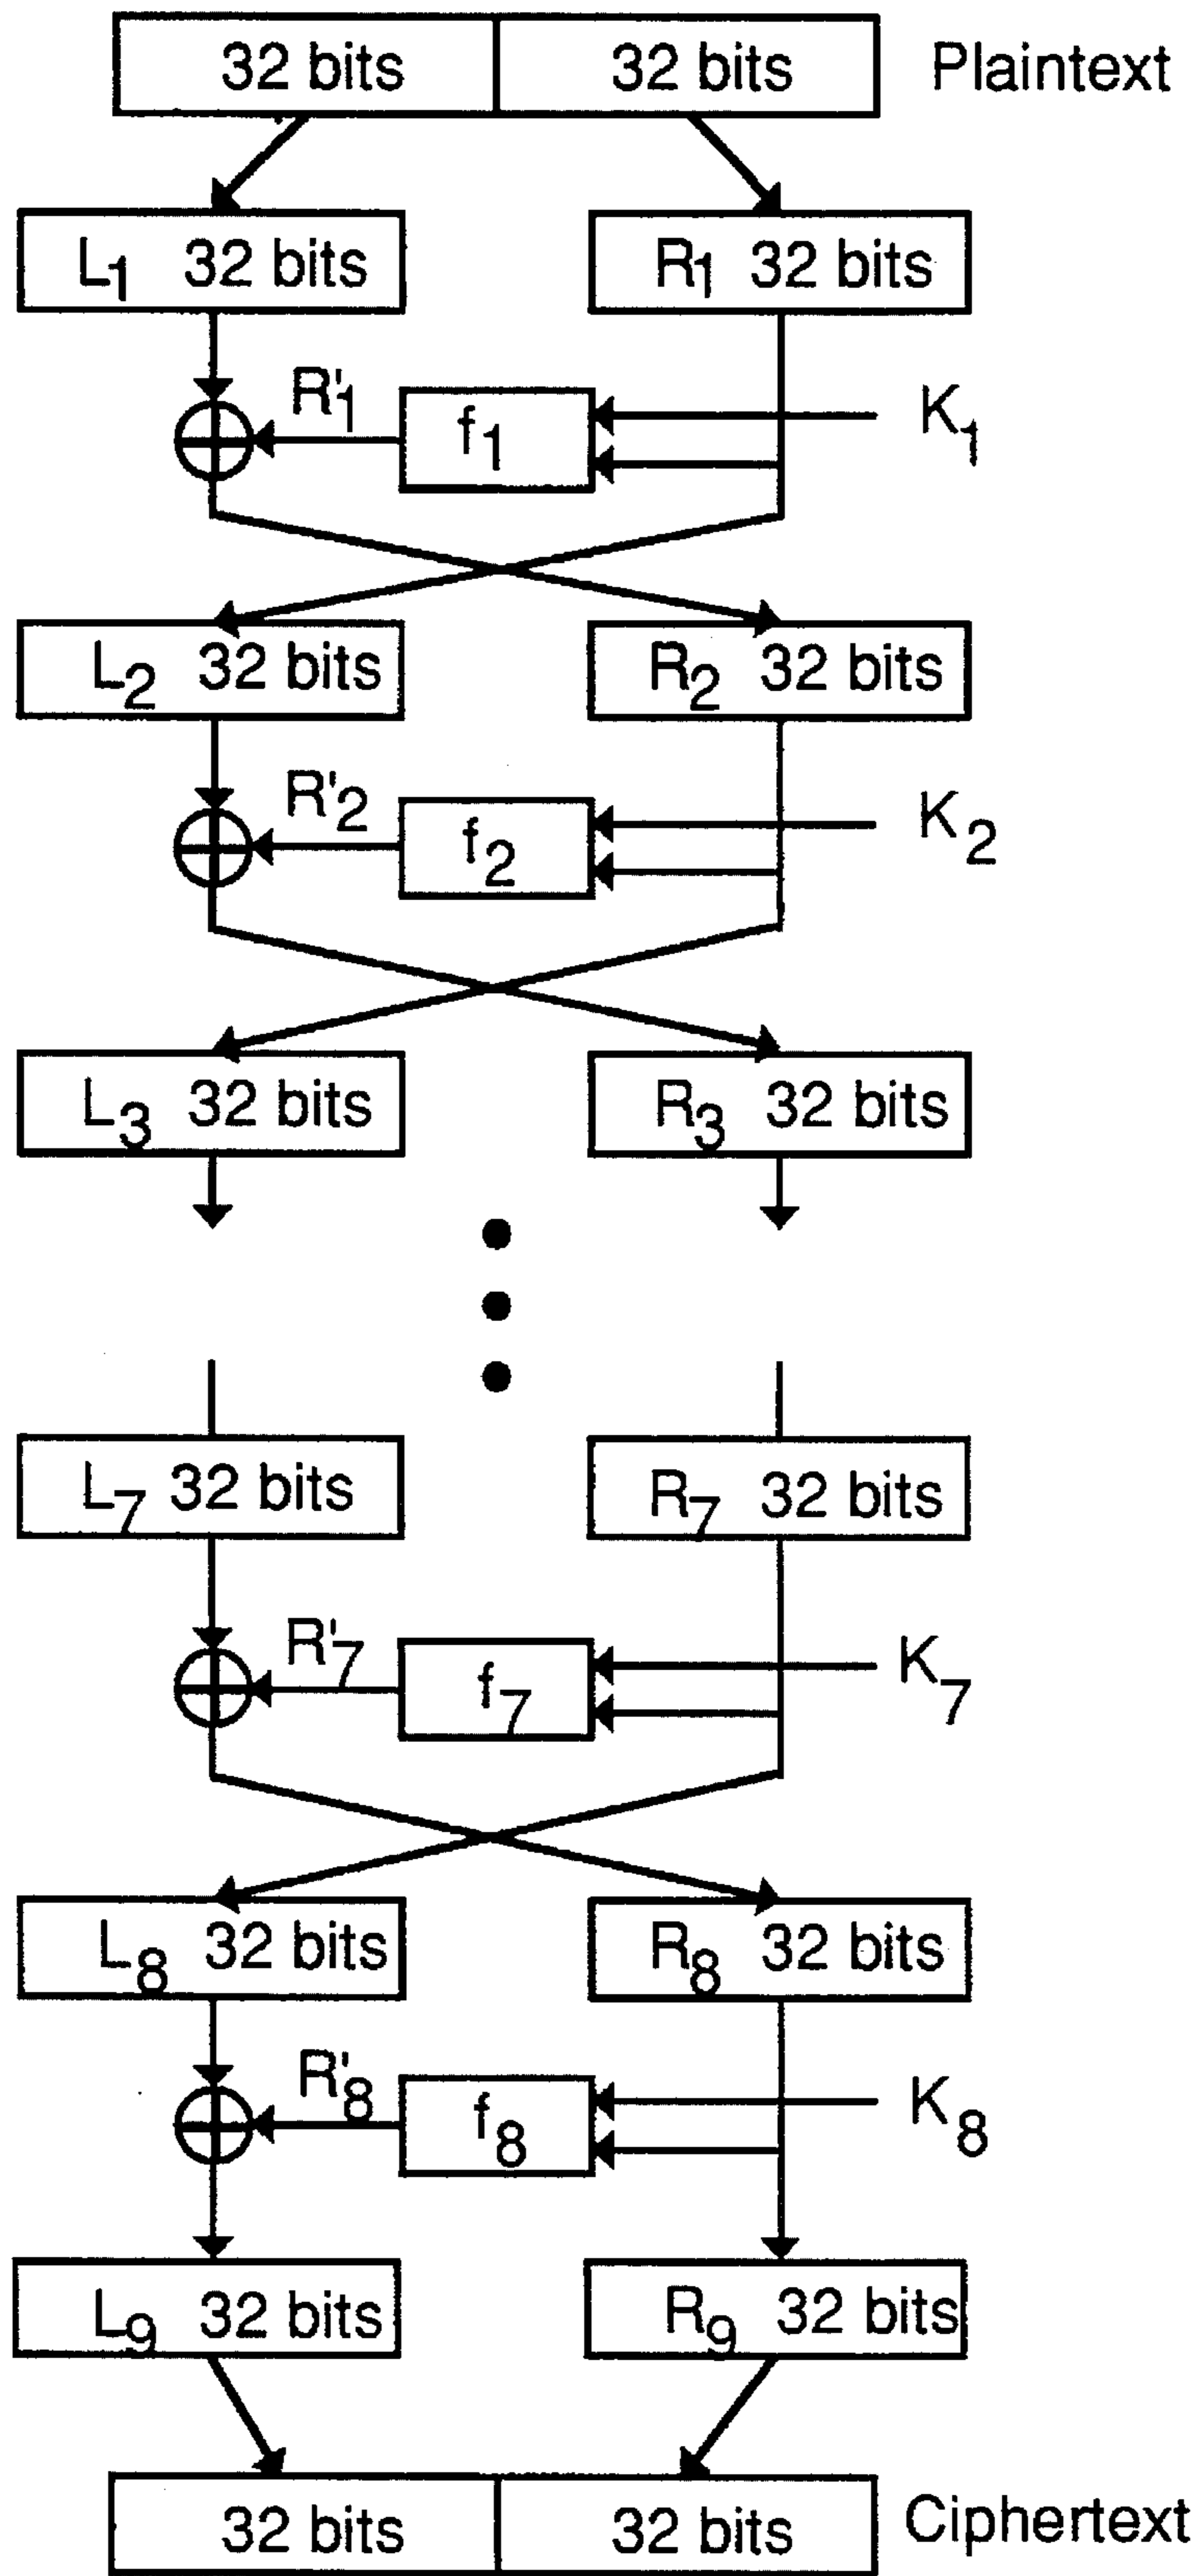 32 bits 32 bits Plaintext
L1 32 bits R1 32 bits
R'1 f1 K1
L2 32 bits R2 32 bits
R'2 f2 K2
L3 32 bits R3 32 bits
L7 32 bits R7 32 bits
R'7 f7 K7
L8 32 bits R8 32 bits
R'8 f8 K8
L9 32 bits R9 32 bits
32 bits 32 bits Ciphertext